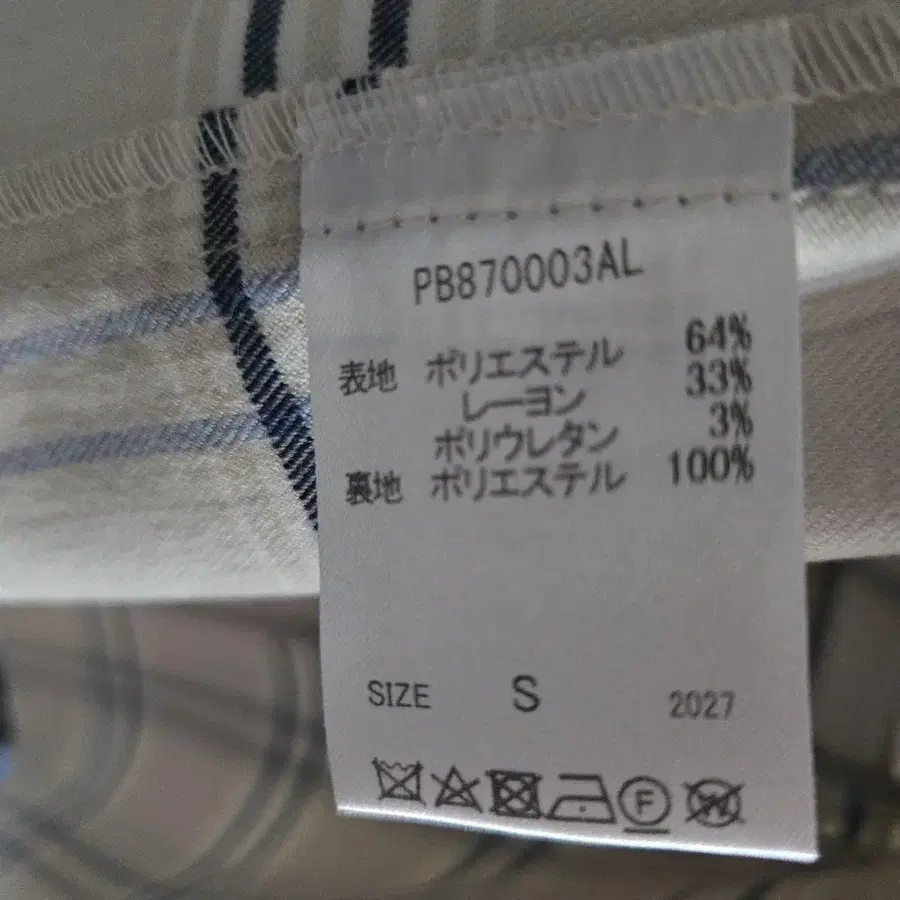 PB870003AL
表地 ポリエステル 64%
レーヨン 33%
ポリウレタン 3%
裏地 ポリエステル 100%
SIZE S 2027
F